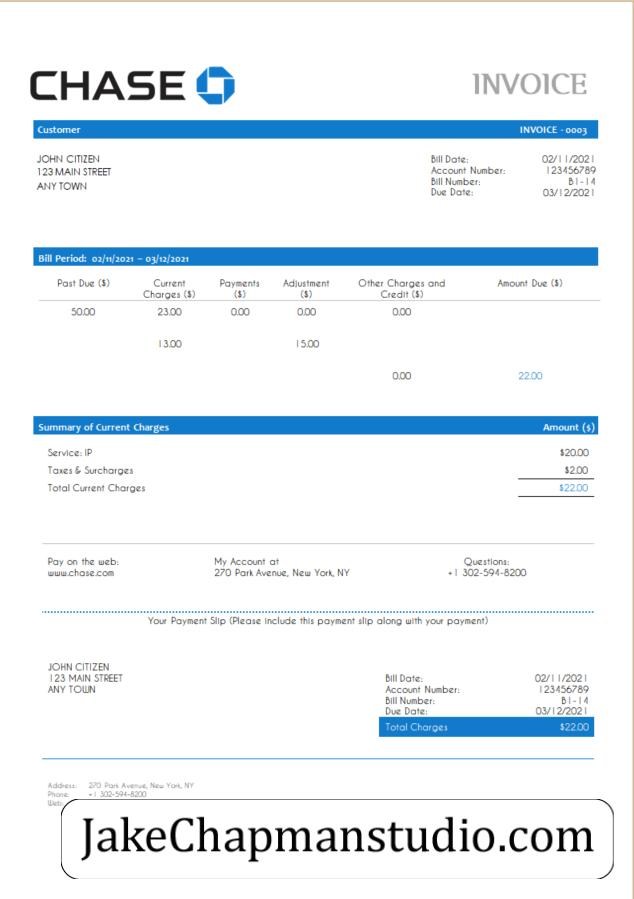 CHASE
INVOICE
Customer INVOICE - 0003
JOHN CITIZEN
123 MAIN STREET
ANY TOWN
Bill Date: 02/11/2021
Account Number: 123456789
Bill Number: B1-14
Due Date: 03/12/2021
Bill Period: 02/11/2021 – 03/12/2021
Past Due ($) Current Charges ($) Payments ($) Adjustment ($) Other Charges and Credit ($) Amount Due ($)
50.00 23.00 0.00 0.00 0.00
13.00 15.00
0.00 22.00
Summary of Current Charges Amount ($)
Service: IP $20.00
Taxes & Surcharges $2.00
Total Current Charges $22.00
Pay on the web: My Account at Questions:
www.chase.com 270 Park Avenue, New York, NY +1 302-594-8200
Your Payment Slip (Please include this payment slip along with your payment)
JOHN CITIZEN
123 MAIN STREET
ANY TOWN
Bill Date: 02/11/2021
Account Number: 123456789
Bill Number: B1-14
Due Date: 03/12/2021
Total Charges $22.00
Address: 270 Park Avenue, New York, NY
Phone: +1 302-594-8200
Web:
JakeChapmanstudio.com